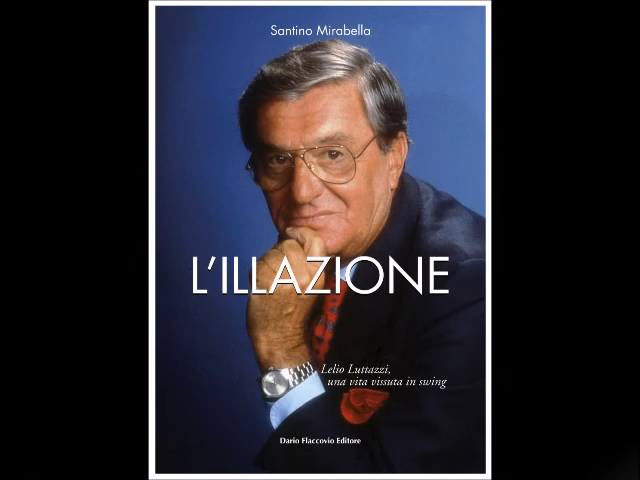 Santino Mirabella
L'ILLAZIONE
Lelio Luttazzi,
una vita vissuta in swing
Dario Flaccovio Editore